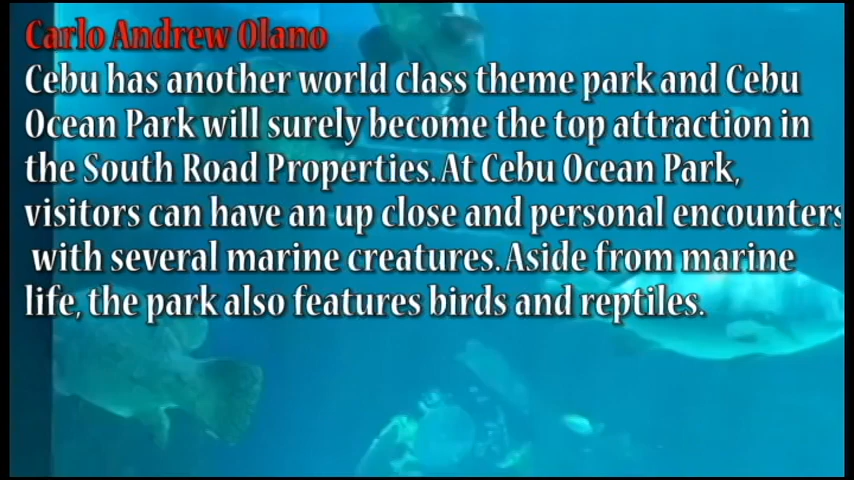 Carlo Andrew Olano
Cebu has another world class theme park and Cebu
Ocean Park will surely become the top attraction in
the South Road Properties. At Cebu Ocean Park,
visitors can have an up close and personal encounters
with several marine creatures. Aside from marine
life, the park also features birds and reptiles.